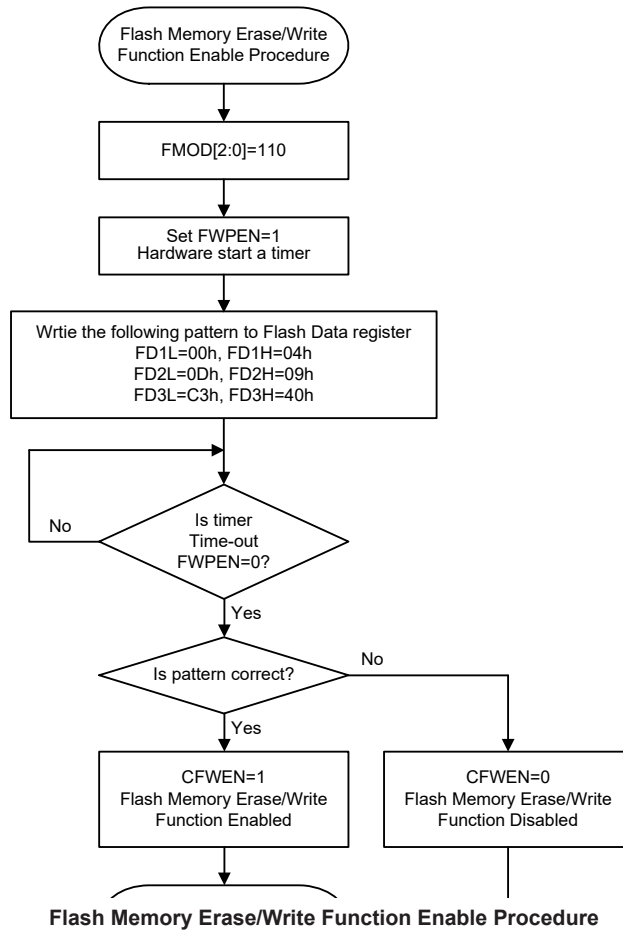 Flash Memory Erase/Write
Function Enable Procedure
FMOD[2:0]=110
Set FWPEN=1
Hardware start a timer
Wrtie the following pattern to Flash Data register
FD1L=00h, FD1H=04h
FD2L=0Dh, FD2H=09h
FD3L=C3h, FD3H=40h
Is timer
Time-out
FWPEN=0?
No
Yes
Is pattern correct?
No
Yes
CFWEN=1
Flash Memory Erase/Write
Function Enabled
CFWEN=0
Flash Memory Erase/Write
Function Disabled
Flash Memory Erase/Write Function Enable Procedure